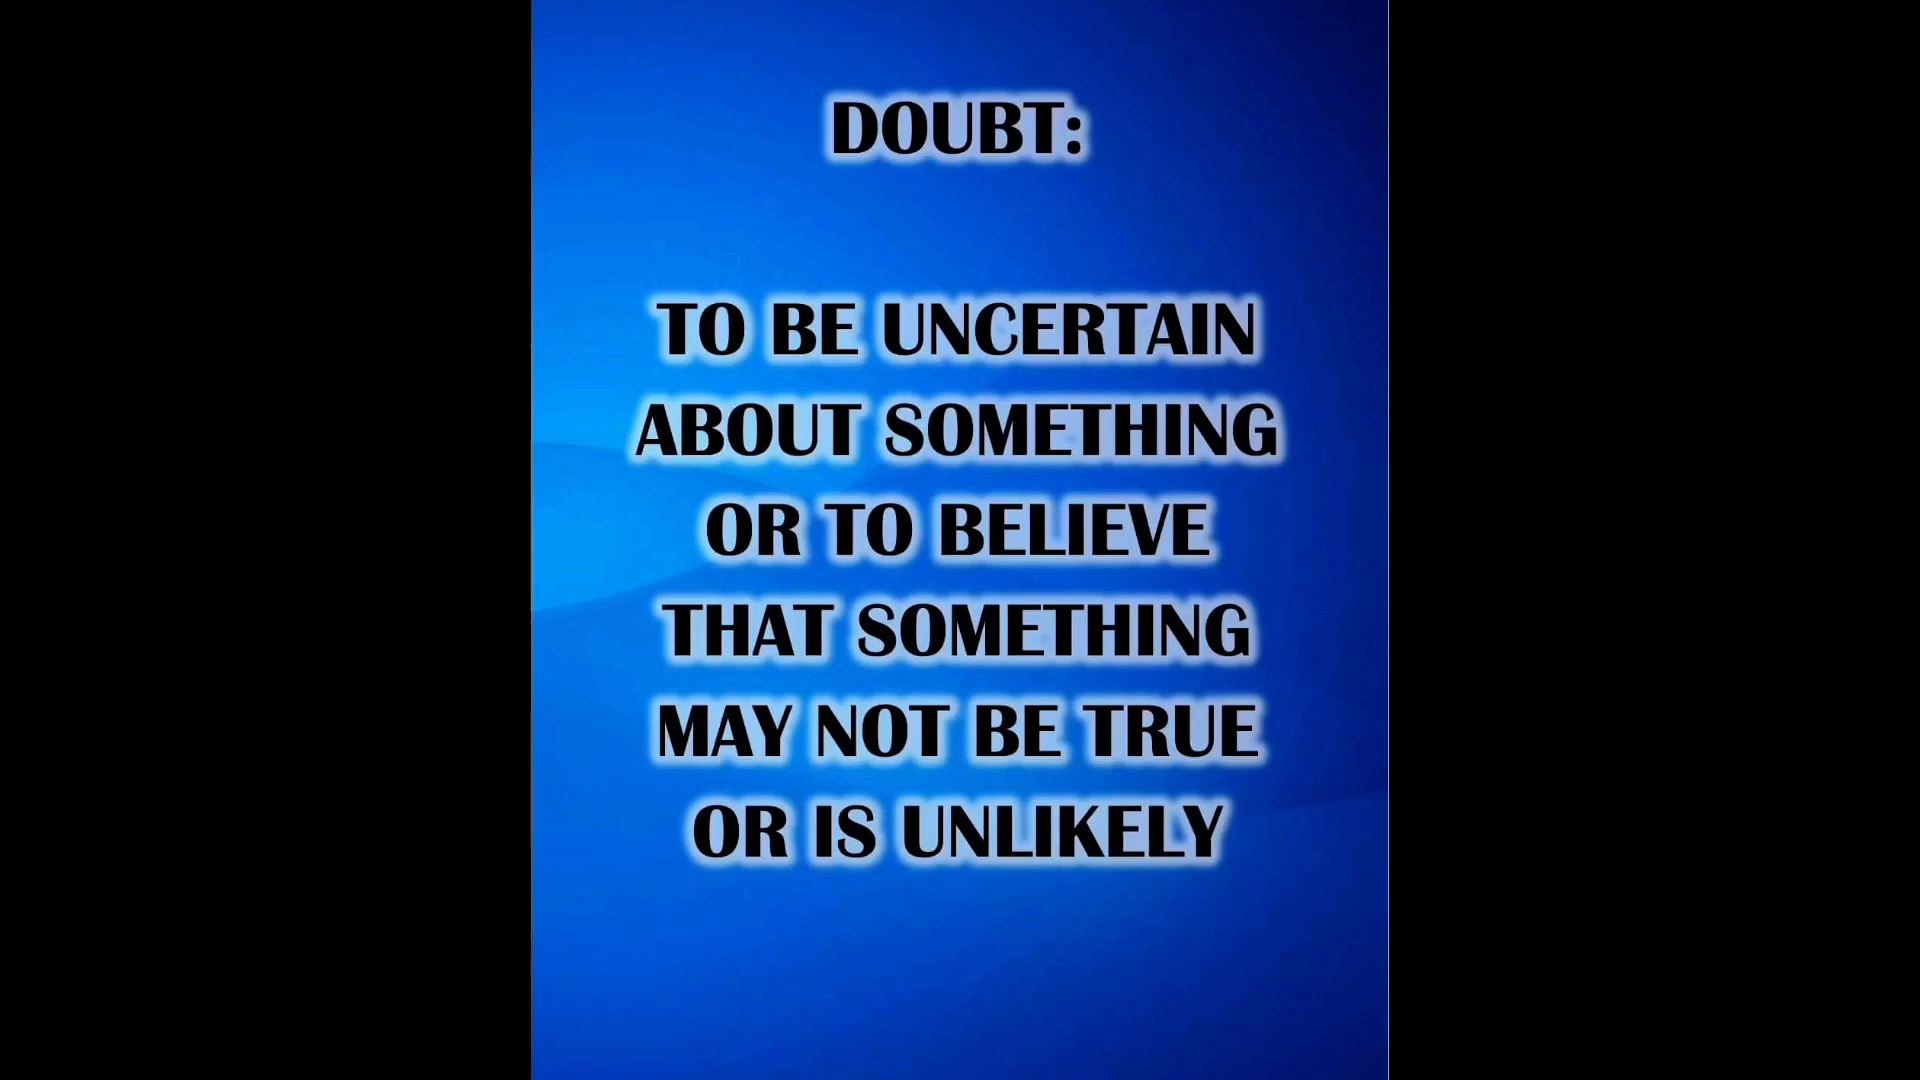 DOUBT:
TO BE UNCERTAIN
ABOUT SOMETHING
OR TO BELIEVE
THAT SOMETHING
MAY NOT BE TRUE
OR IS UNLIKELY